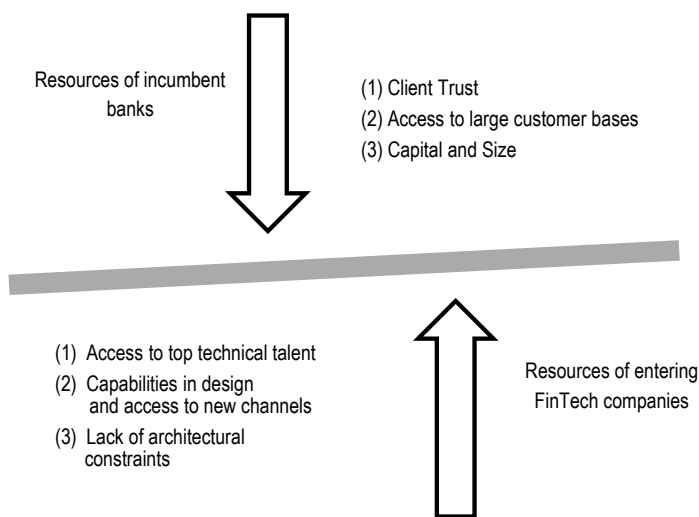 Resources of incumbent
banks
(1) Client Trust
(2) Access to large customer bases
(3) Capital and Size
(1) Access to top technical talent
(2) Capabilities in design
and access to new channels
(3) Lack of architectural
constraints
Resources of entering
FinTech companies